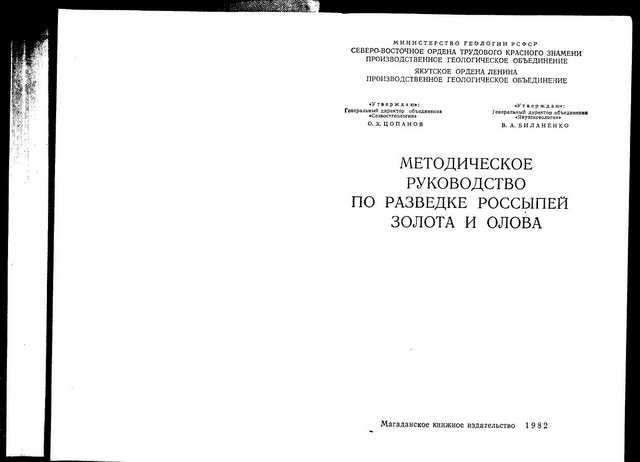 МИНИСТЕРСТВО ГЕОЛОГИИ РСФСР
СЕВЕРО-ВОСТОЧНОЕ ОРДЕНА ТРУДОВОГО КРАСНОГО ЗНАМЕНИ
ПРОИЗВОДСТВЕННОЕ ГЕОЛОГИЧЕСКОЕ ОБЪЕДИНЕНИЕ
ЯКУТСКОЕ ОРДЕНА ЛЕНИНА
ПРОИЗВОДСТВЕННОЕ ГЕОЛОГИЧЕСКОЕ ОБЪЕДИНЕНИЕ
«Утверждаю»:
Генеральный директор объединения
«Севвостгеология»
О. Х. ЦОПАНОВ
«Утверждаю»:
Генеральный директор объединения
«Якутскгеология»
В. А. БИЛАНЕНКО
МЕТОДИЧЕСКОЕ
РУКОВОДСТВО
ПО РАЗВЕДКЕ РОССЫПЕЙ
ЗОЛОТА И ОЛОВА
Магаданское книжное издательство 1982